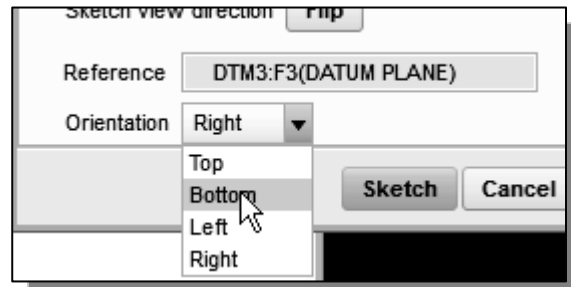 Sketch view direction Flip
Reference DTM3:F3(DATUM PLANE)
Orientation Right
Top
Bottom
Left
Right
Sketch Cancel